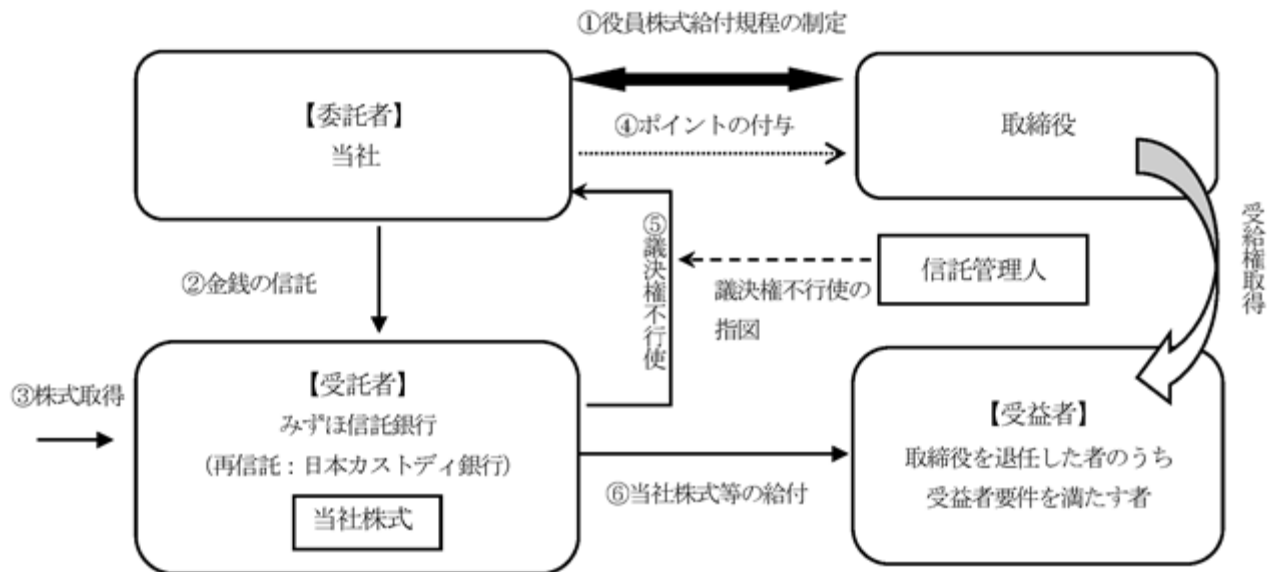 ①役員株式給付規程の制定
【委託者】
当社
④ポイントの付与
取締役
⑤議決権不行使
受給権取得
信託管理人
②金銭の信託
議決権不行使の
指図
③株式取得
【受託者】
みずほ信託銀行
(再信託:日本カストディ銀行)
当社株式
⑥当社株式等の給付
【受益者】
取締役を退任した者のうち
受益者要件を満たす者